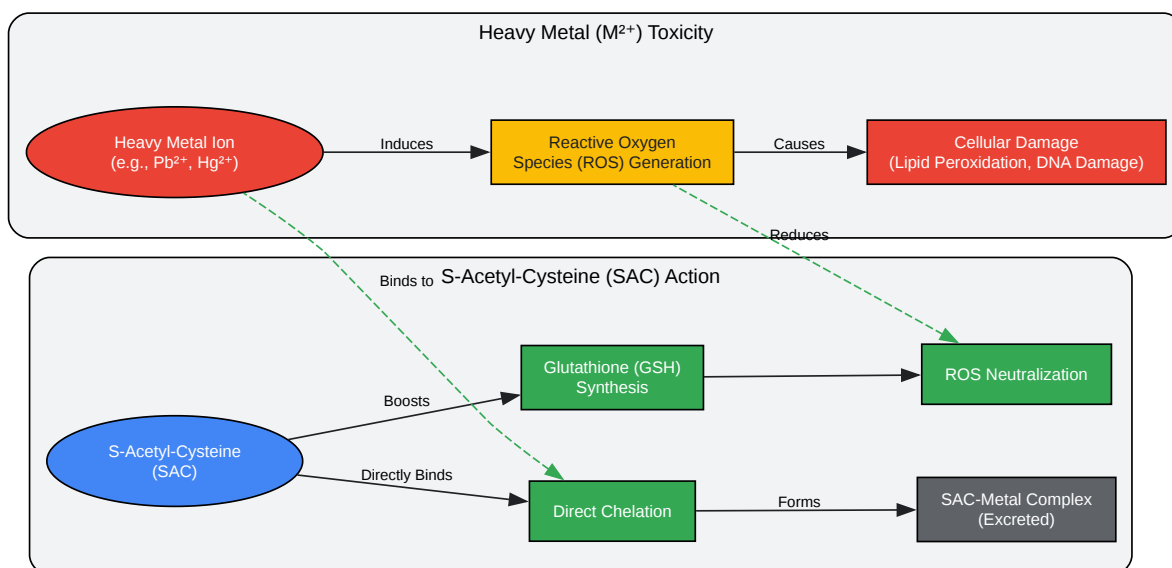 Heavy Metal (M²⁺) Toxicity
Heavy Metal Ion
(e.g., Pb²⁺, Hg²⁺)
Induces
Reactive Oxygen
Species (ROS) Generation
Causes
Cellular Damage
(Lipid Peroxidation, DNA Damage)
Reduces
Binds to
S-Acetyl-Cysteine (SAC) Action
Glutathione (GSH)
Synthesis
ROS Neutralization
Boosts
S-Acetyl-Cysteine
(SAC)
Directly Binds
Direct Chelation
Forms
SAC-Metal Complex
(Excreted)